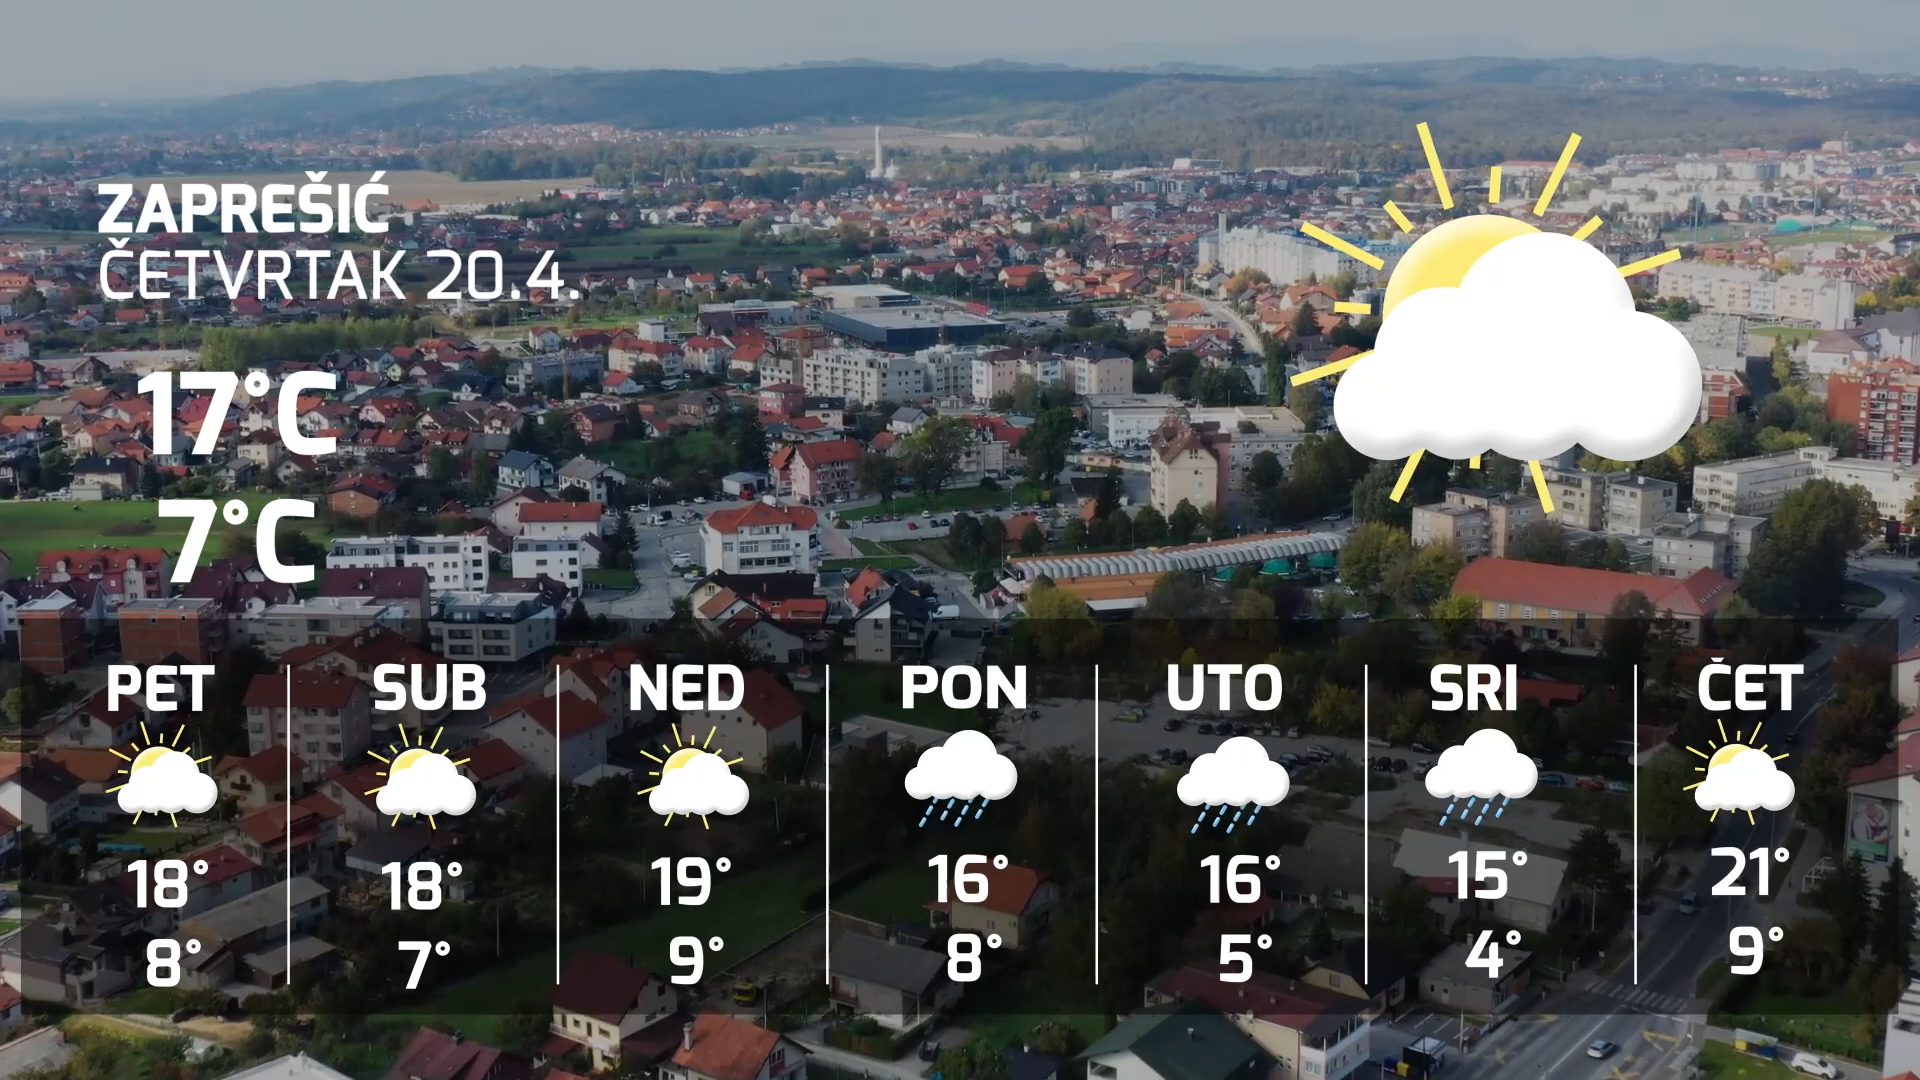 ZAPREŠIĆ
ČETVRTAK 20.4.
17°C
7°C
PET SUB NED PON UTO SRI ČET
18° 18° 19° 16° 16° 15° 21°
8° 7° 9° 8° 5° 4° 9°